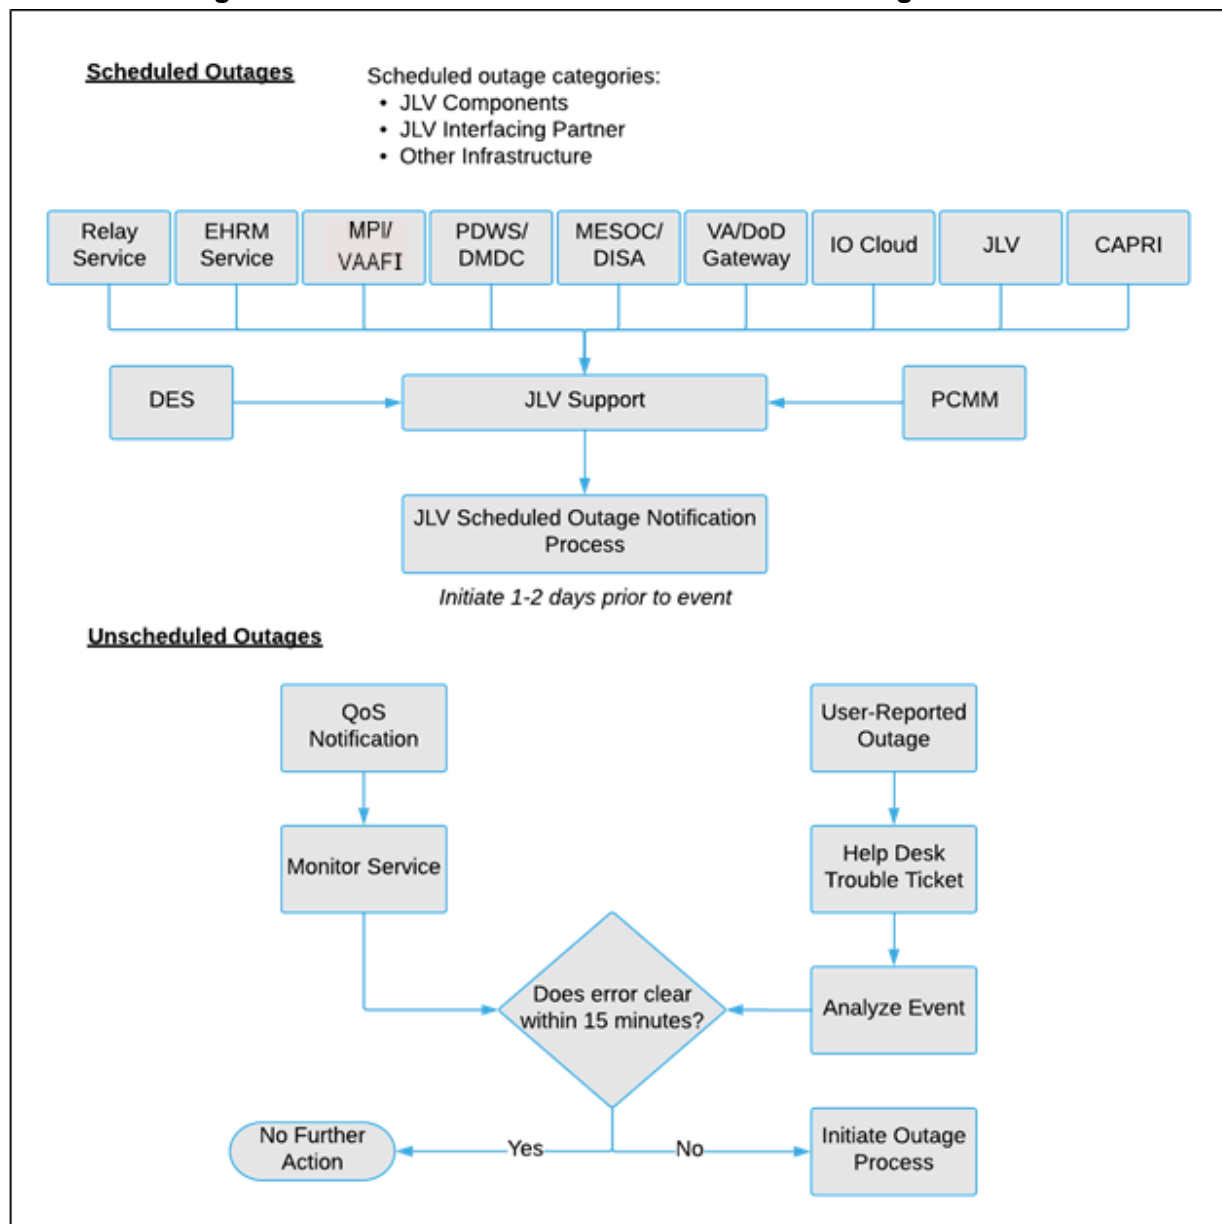 Scheduled Outages
Scheduled outage categories:
• JLV Components
• JLV Interfacing Partner
• Other Infrastructure
Relay
Service
EHRM
Service
MPI/
VAAFI
PDWS/
DMDC
MESOC/
DISA
VA/DoD
Gateway
IO Cloud
JLV
CAPRI
DES
JLV Support
PCMM
JLV Scheduled Outage Notification
Process
Initiate 1-2 days prior to event
Unscheduled Outages
QoS
Notification
User-Reported
Outage
Monitor Service
Help Desk
Trouble Ticket
Does error clear
within 15 minutes?
Analyze Event
No Further
Action
Yes
No
Initiate Outage
Process